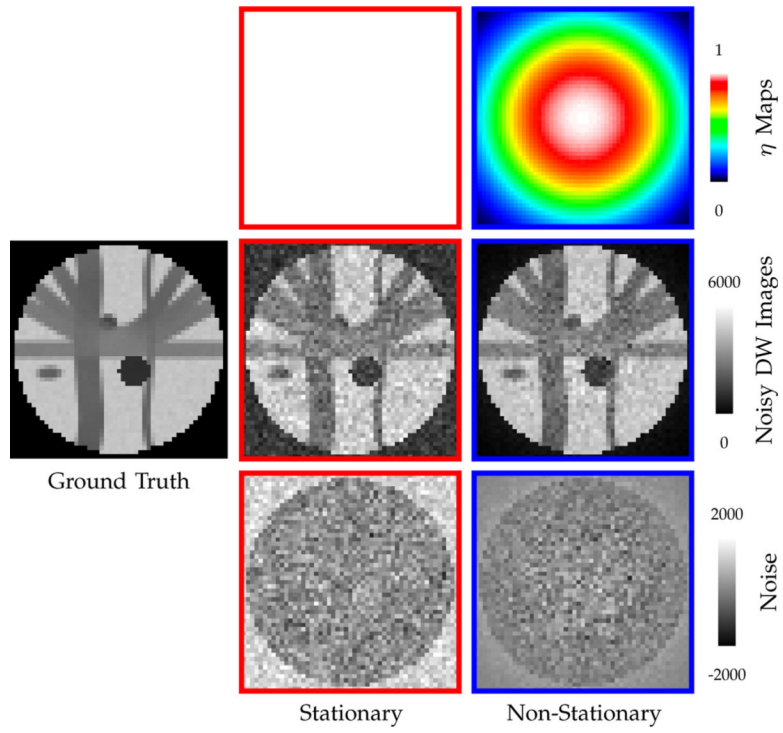 1
η Maps
0
6000
Noisy DW Images
0
Ground Truth
2000
Noise
-2000
Stationary
Non-Stationary